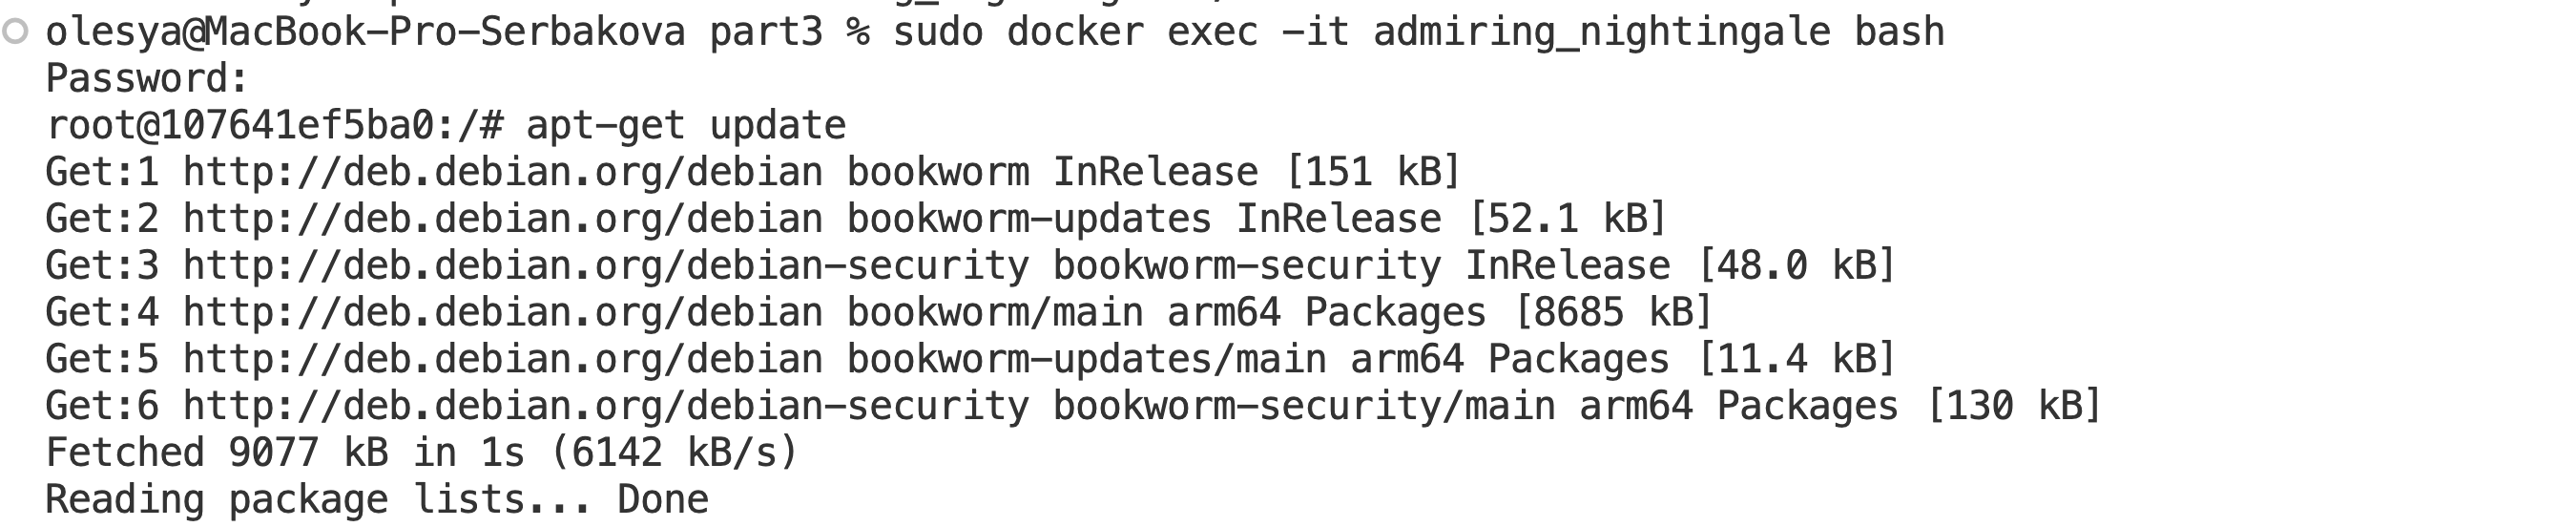 olesya@MacBook-Pro-Serbakova part3 % sudo docker exec -it admiring_nightingale bash
Password:
root@107641ef5ba0:/# apt-get update
Get:1 http://deb.debian.org/debian bookworm InRelease [151 kB]
Get:2 http://deb.debian.org/debian bookworm-updates InRelease [52.1 kB]
Get:3 http://deb.debian.org/debian-security bookworm-security InRelease [48.0 kB]
Get:4 http://deb.debian.org/debian bookworm/main arm64 Packages [8685 kB]
Get:5 http://deb.debian.org/debian bookworm-updates/main arm64 Packages [11.4 kB]
Get:6 http://deb.debian.org/debian-security bookworm-security/main arm64 Packages [130 kB]
Fetched 9077 kB in 1s (6142 kB/s)
Reading package lists... Done